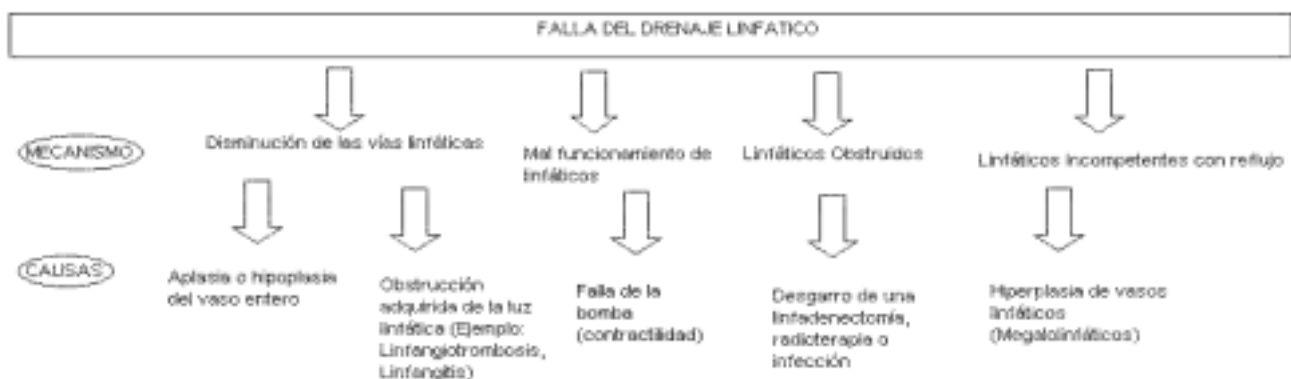 FALLA DEL DRENAJE LINFATICO
MECANISMO
Disminución de las vías linfáticas
Mal funcionamiento de
linfáticos
Linfáticos Obstruidos
Linfáticos Incompetentes con reflujo
CAUSAS
Aplasia o hipoplasia
del vaso entero
Obstrucción
adquirida de la luz
linfática (Ejemplo:
Linfangiotrombosis,
Linfangitis)
Falla de la
bomba
(contractilidad)
Desgarro de una
linfadenectomía,
radioterapia o
infección
Hiperplasia de vasos
linfáticos
(Megalolinfáticos)